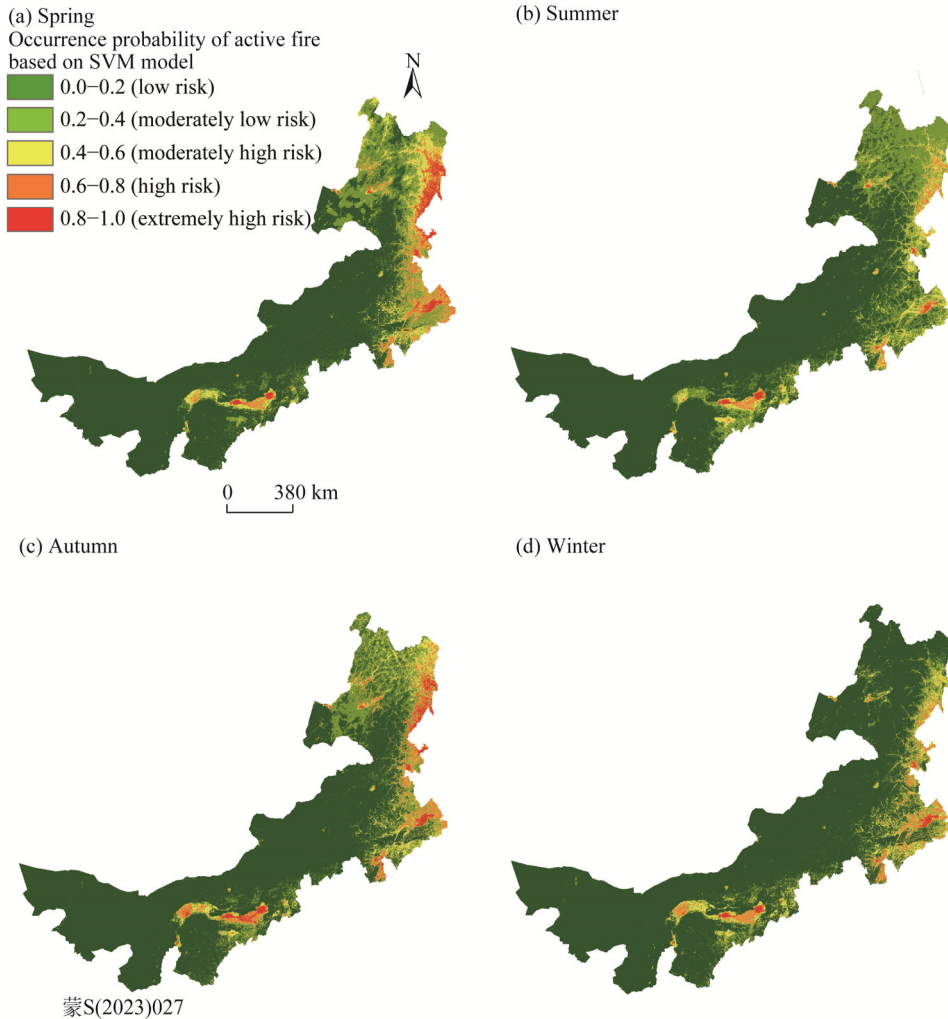 (a) Spring
Occurrence probability of active fire
based on SVM model
0.0−0.2 (low risk)
0.2−0.4 (moderately low risk)
0.4−0.6 (moderately high risk)
0.6−0.8 (high risk)
0.8−1.0 (extremely high risk)
N
0 380 km
(b) Summer
(c) Autumn
(d) Winter
蒙S(2023)027